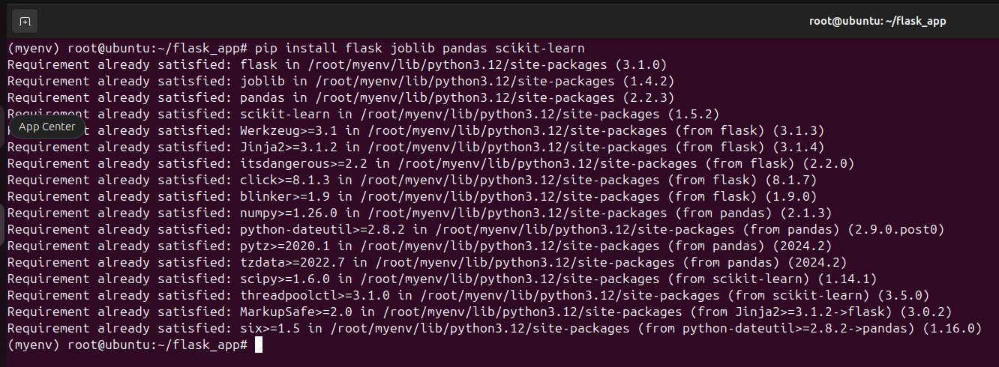 root@ubuntu: ~/flask_app
(myenv) root@ubuntu:~/flask_app# pip install flask joblib pandas scikit-learn
Requirement already satisfied: flask in /root/myenv/lib/python3.12/site-packages (3.1.0)
Requirement already satisfied: joblib in /root/myenv/lib/python3.12/site-packages (1.4.2)
Requirement already satisfied: pandas in /root/myenv/lib/python3.12/site-packages (2.2.3)
Requirement already satisfied: scikit-learn in /root/myenv/lib/python3.12/site-packages (1.5.2)
App Center
already satisfied: Werkzeug>=3.1 in /root/myenv/lib/python3.12/site-packages (from flask) (3.1.3)
Requirement already satisfied: Jinja2>=3.1.2 in /root/myenv/lib/python3.12/site-packages (from flask) (3.1.4)
Requirement already satisfied: itsdangerous>=2.2 in /root/myenv/lib/python3.12/site-packages (from flask) (2.2.0)
Requirement already satisfied: click>=8.1.3 in /root/myenv/lib/python3.12/site-packages (from flask) (8.1.7)
Requirement already satisfied: blinker>=1.9 in /root/myenv/lib/python3.12/site-packages (from flask) (1.9.0)
Requirement already satisfied: numpy>=1.26.0 in /root/myenv/lib/python3.12/site-packages (from pandas) (2.1.3)
Requirement already satisfied: python-dateutil>=2.8.2 in /root/myenv/lib/python3.12/site-packages (from pandas) (2.9.0.post0)
Requirement already satisfied: pytz>=2020.1 in /root/myenv/lib/python3.12/site-packages (from pandas) (2024.2)
Requirement already satisfied: tzdata>=2022.7 in /root/myenv/lib/python3.12/site-packages (from pandas) (2024.2)
Requirement already satisfied: scipy>=1.6.0 in /root/myenv/lib/python3.12/site-packages (from scikit-learn) (1.14.1)
Requirement already satisfied: threadpoolctl>=3.1.0 in /root/myenv/lib/python3.12/site-packages (from scikit-learn) (3.5.0)
Requirement already satisfied: MarkupSafe>=2.0 in /root/myenv/lib/python3.12/site-packages (from Jinja2>=3.1.2->flask) (3.0.2)
Requirement already satisfied: six>=1.5 in /root/myenv/lib/python3.12/site-packages (from python-dateutil>=2.8.2->pandas) (1.16.0)
(myenv) root@ubuntu:~/flask_app#